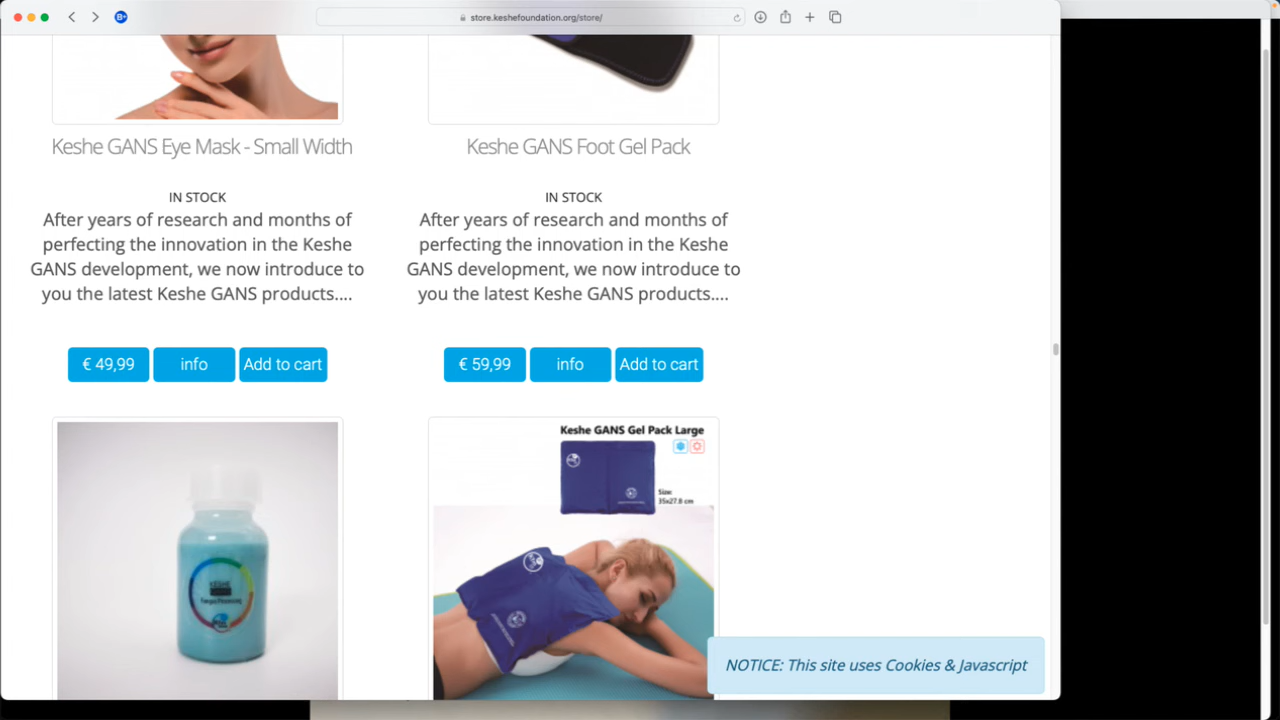 store.keshefoundation.org/store/
Keshe GANS Eye Mask - Small Width
IN STOCK
After years of research and months of
perfecting the innovation in the Keshe
GANS development, we now introduce to
you the latest Keshe GANS products....
€ 49,99 info Add to cart
Keshe GANS Foot Gel Pack
IN STOCK
After years of research and months of
perfecting the innovation in the Keshe
GANS development, we now introduce to
you the latest Keshe GANS products....
€ 59,99 info Add to cart
KESHE
Keshe GANS Gel Pack Large
Size:
35x27.8 cm
NOTICE: This site uses Cookies & Javascript